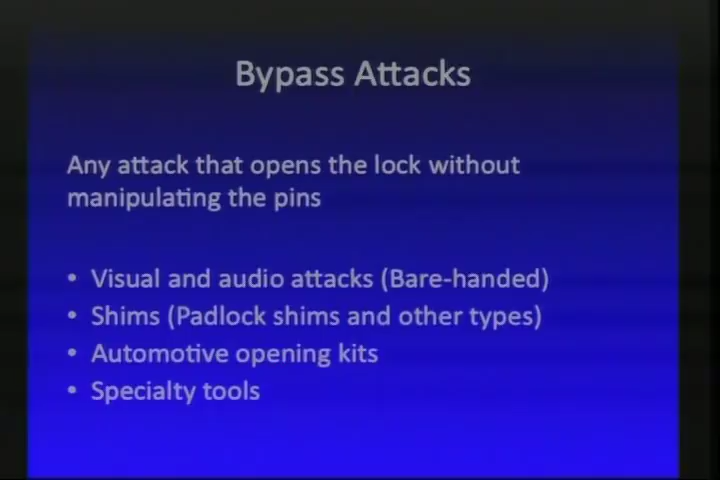 Bypass Attacks
Any attack that opens the lock without
manipulating the pins
• Visual and audio attacks (Bare-handed)
• Shims (Padlock shims and other types)
• Automotive opening kits
• Specialty tools